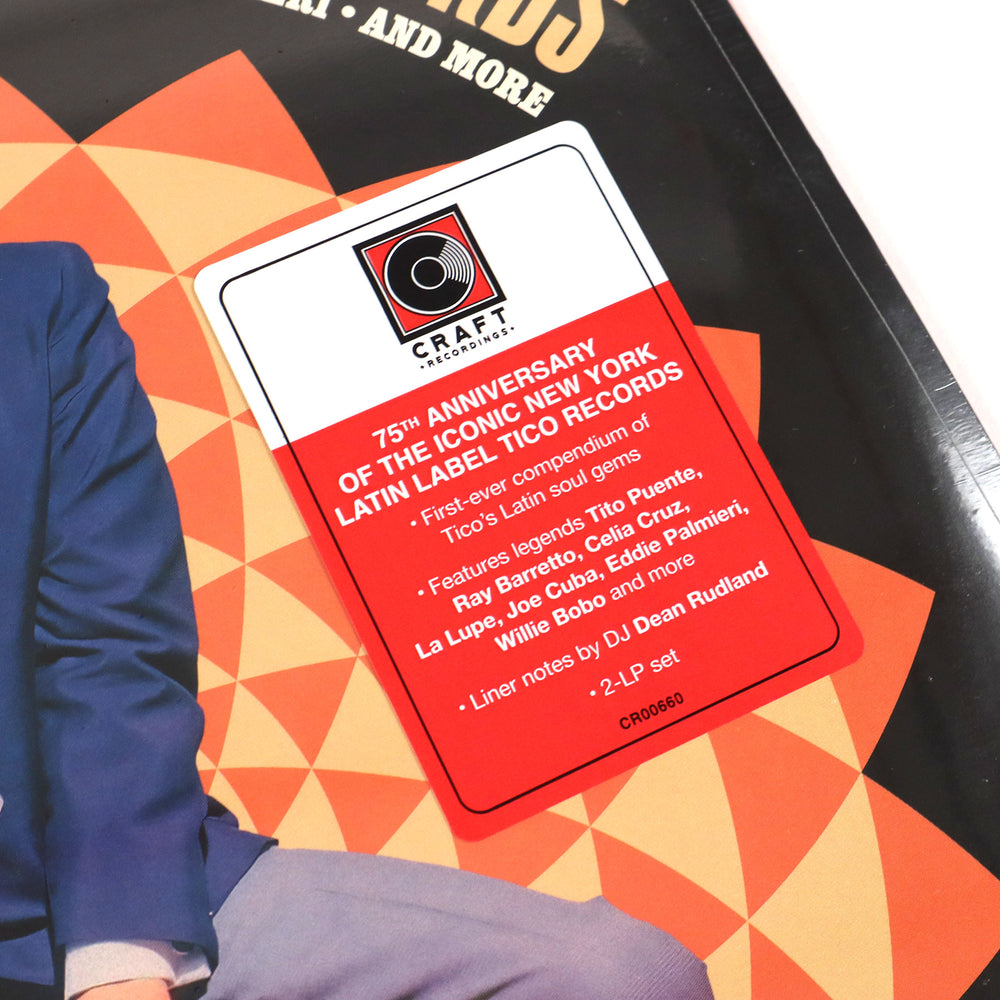 · AND MORE
CRAFT
• RECORDINGS •
75TH ANNIVERSARY
OF THE ICONIC NEW YORK
LATIN LABEL TICO RECORDS
• First-ever compendium of
Tico's Latin soul gems
• Features legends Tito Puente,
Ray Barretto, Celia Cruz,
La Lupe, Joe Cuba, Eddie Palmieri,
Willie Bobo and more
• Liner notes by DJ Dean Rudland
• 2-LP set
CR00660